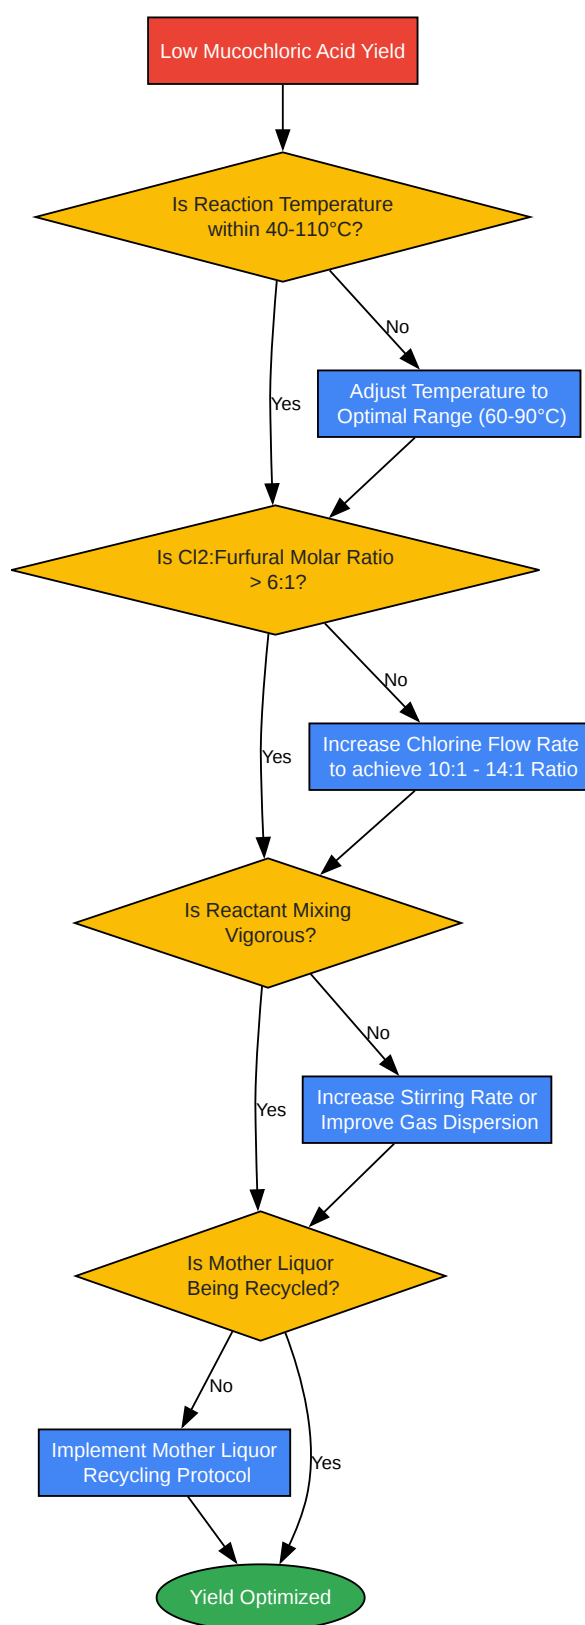 Low Mucochloric Acid Yield
Is Reaction Temperature
within 40-110°C?
No
Yes
Adjust Temperature to
Optimal Range (60-90°C)
Is Cl2:Furfural Molar Ratio
> 6:1?
No
Yes
Increase Chlorine Flow Rate
to achieve 10:1 - 14:1 Ratio
Is Reactant Mixing
Vigorous?
No
Yes
Increase Stirring Rate or
Improve Gas Dispersion
Is Mother Liquor
Being Recycled?
No
Yes
Implement Mother Liquor
Recycling Protocol
Yield Optimized